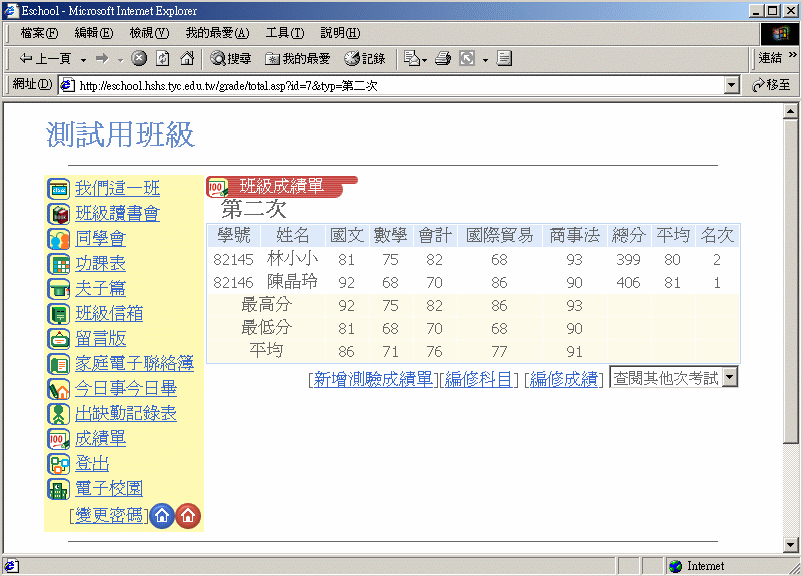 Eschool - Microsoft Internet Explorer
檔案(F) 編輯(E) 檢視(V) 我的最愛(A) 工具(T) 說明(H)
上一頁 搜尋 我的最愛 記錄 連結 »
網址(D) http://eschool.hshs.tyc.edu.tw/grade/total.asp?id=7&typ=第二次 移至
測試用班級
我們這一班
班級讀書會
同學會
功課表
夫子篇
班級信箱
留言版
家庭電子聯絡簿
今日事今日畢
出缺勤記錄表
成績單
登出
電子校園
[變更密碼]
100 班級成績單
第二次
學號 姓名 國文 數學 會計 國際貿易 商事法 總分 平均 名次
82145 林小小 81 75 82 68 93 399 80 2
82146 陳晶玲 92 68 70 86 90 406 81 1
最高分 92 75 82 86 93
最低分 81 68 70 68 90
平均 86 71 76 77 91
[新增測驗成績單][編修科目] [編修成績] 查閱其他次考試
Internet